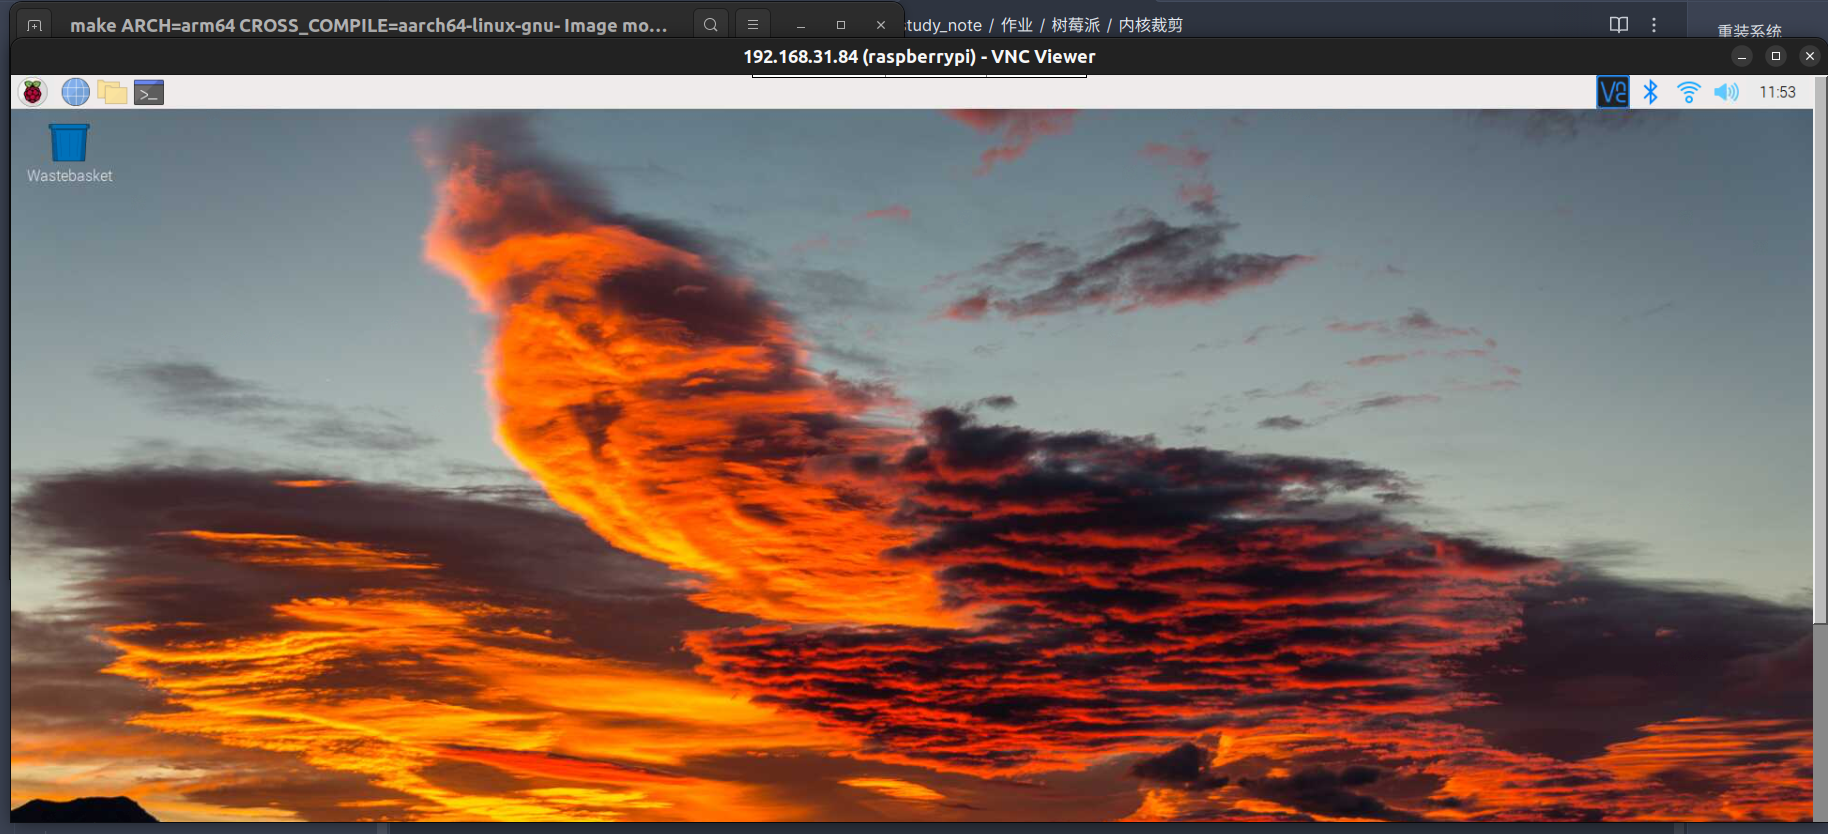 make ARCH=arm64 CROSS_COMPILE=aarch64-linux-gnu- Image mo...
study_note / 作业 / 树莓派 / 内核裁剪
重装系统
192.168.31.84 (raspberrypi) - VNC Viewer
11:53
Wastebasket